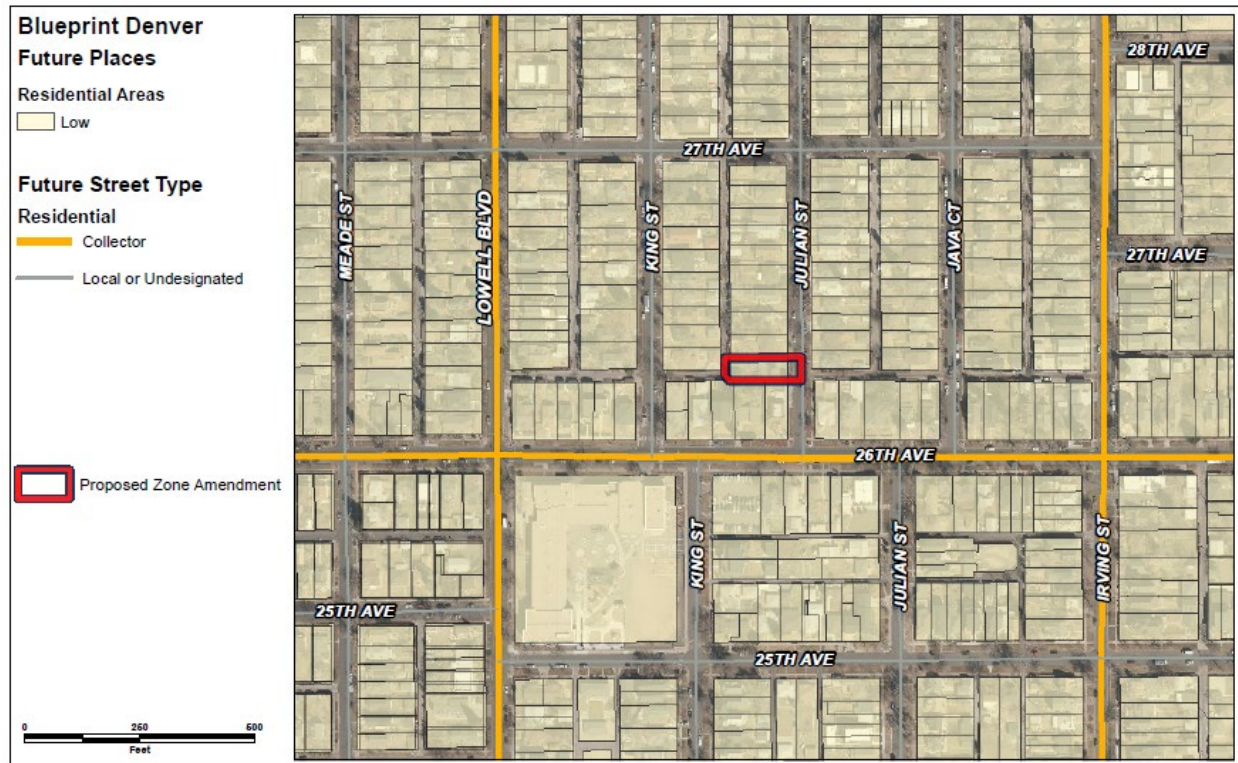 Blueprint Denver
Future Places
Residential Areas
Low
Future Street Type
Residential
Collector
Local or Undesignated
Proposed Zone Amendment
0 250 500
Feet
28TH AVE
27TH AVE
MEADE ST
LOWELL BLVD
KING ST
JULIAN ST
JAVA CT
27TH AVE
26TH AVE
KING ST
JULIAN ST
IRVING ST
25TH AVE
25TH AVE